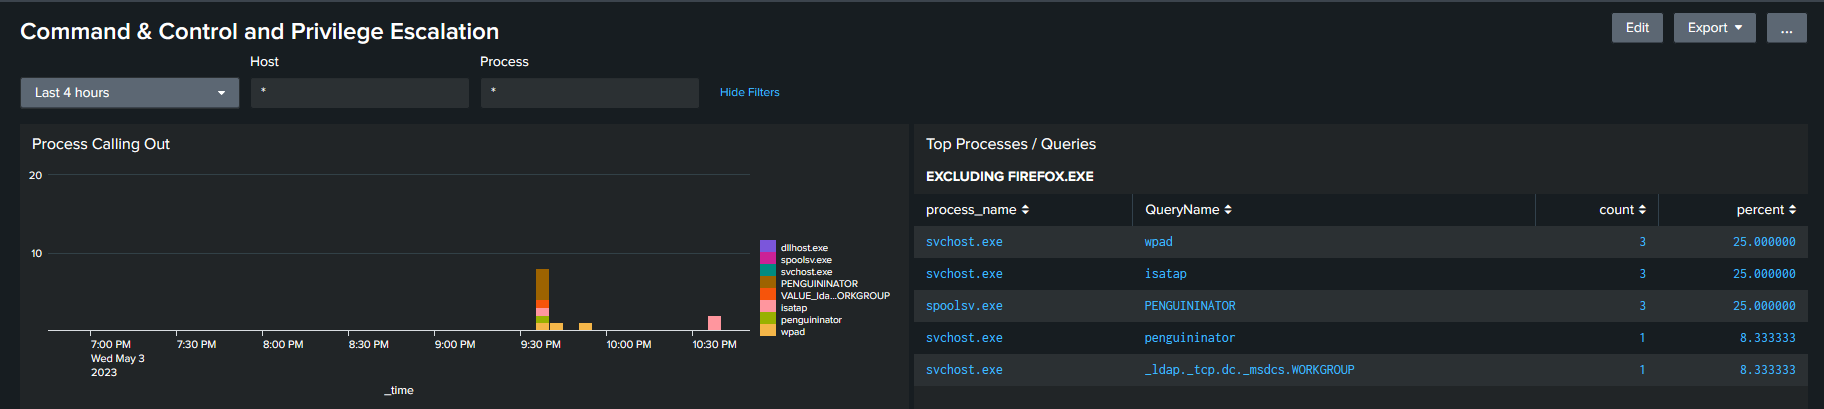 Command & Control and Privilege Escalation
Edit
Export
...
Host
Process
Last 4 hours
*
*
Hide Filters
Process Calling Out
20
10
7:00 PM
Wed May 3
2023
7:30 PM
8:00 PM
8:30 PM
9:00 PM
9:30 PM
10:00 PM
10:30 PM
_time
dllhost.exe
spoolsv.exe
svchost.exe
PENGUININATOR
VALUE_lda...ORKGROUP
isatap
penguininator
wpad
Top Processes / Queries
EXCLUDING FIREFOX.EXE
process_name QueryName count percent
svchost.exe wpad 3 25.000000
svchost.exe isatap 3 25.000000
spoolsv.exe PENGUININATOR 3 25.000000
svchost.exe penguininator 1 8.333333
svchost.exe _ldap._tcp.dc._msdcs.WORKGROUP 1 8.333333